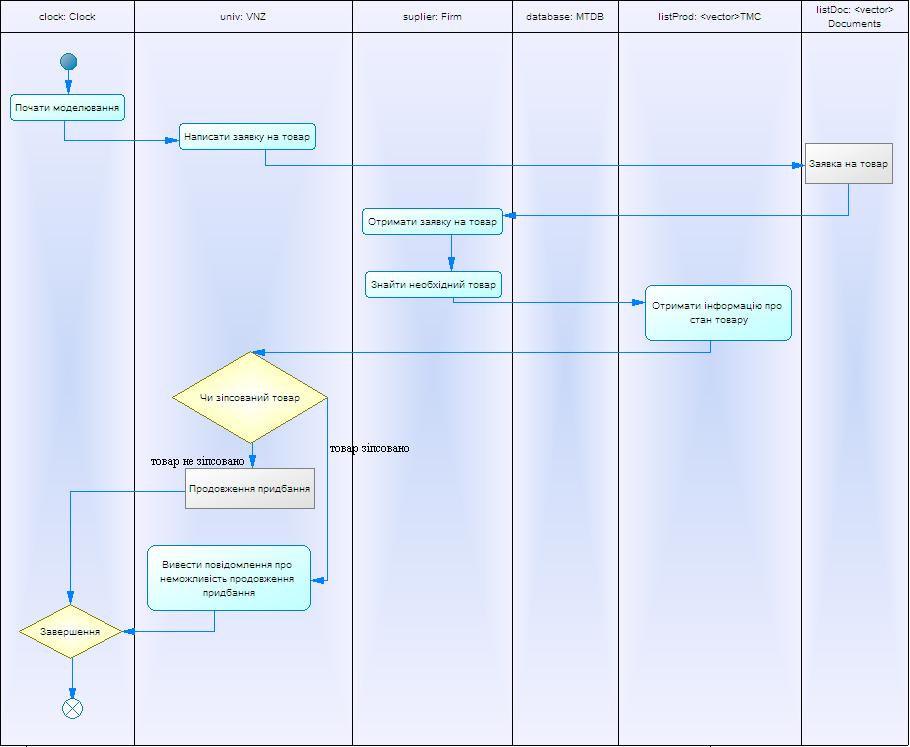 clock: Clock
univ: VNZ
suplier: Firm
database: MTDB
listProd: <vector>TMC
listDoc: <vector>
Documents
Почати моделювання
Написати заявку на товар
Заявка на товар
Отримати заявку на товар
Знайти необхідний товар
Отримати інформацію про
стан товару
Чи зіпсований товар
товар зіпсовано
товар не зіпсовано
Продовження придбання
Вивести повідомлення про
неможливість продовження
придбання
Завершення